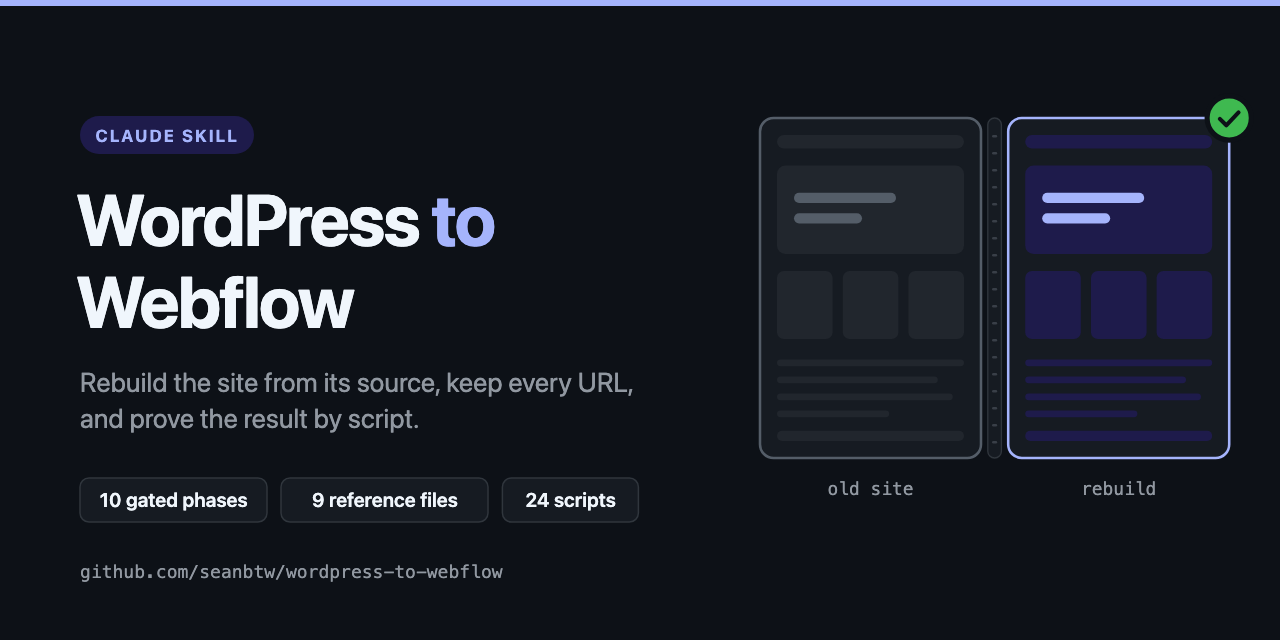 CLAUDE SKILL
WordPress to
Webflow
Rebuild the site from its source, keep every URL,
and prove the result by script.
10 gated phases
9 reference files
24 scripts
github.com/seanbtw/wordpress-to-webflow
old site
rebuild